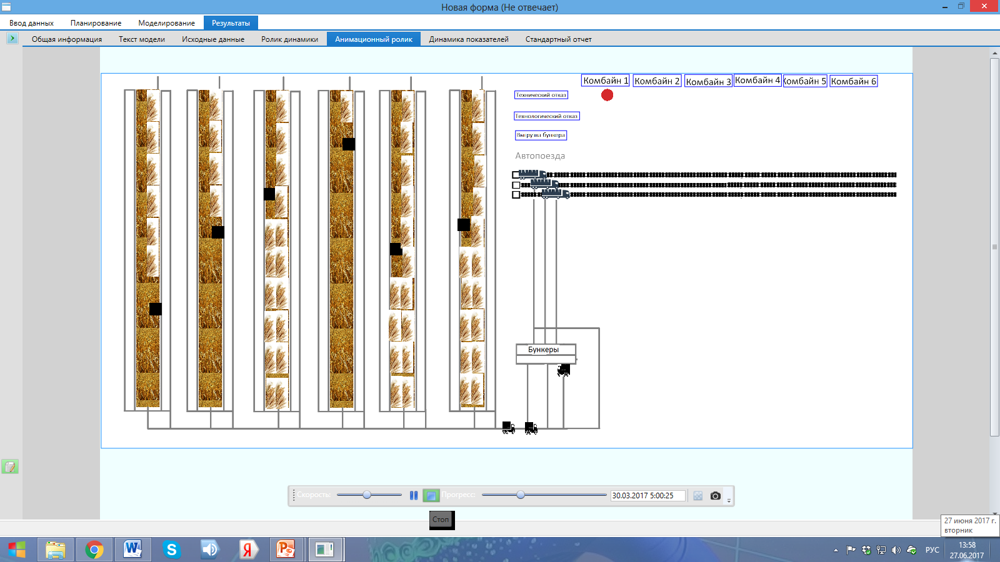 Новая форма (Не отвечает)
Ввод данных Планирование Моделирование Результаты
Общая информация Текст модели Исходные данные Ролик динамики Анимационный ролик Динамика показателей Стандартный отчет
Комбайн 1 Комбайн 2 Комбайн 3 Комбайн 4 Комбайн 5 Комбайн 6
Технический отказ
Технологический отказ
Выгрузка бункера
Автопоезда
Бункеры
Скорость: Прогресс: 30.03.2017 5:00:25
Стоп
27 июня 2017 г.
вторник
РУС
13:58
27.06.2017